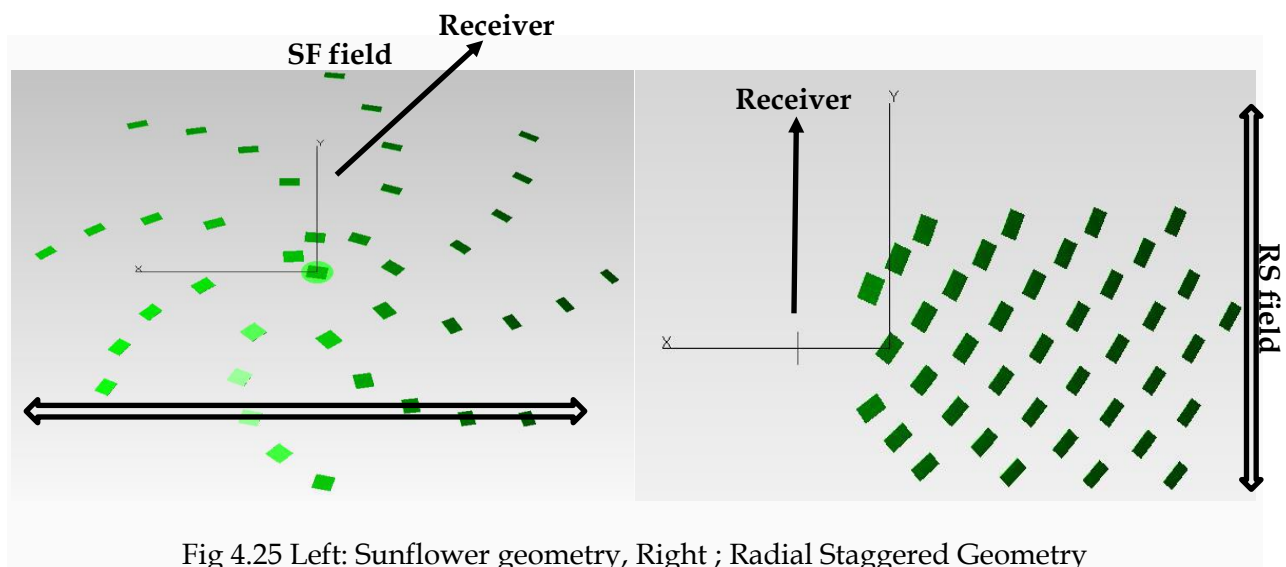 Receiver
SF field
Y
X
Receiver
Y
X
RS field
Fig 4.25 Left: Sunflower geometry, Right ; Radial Staggered Geometry